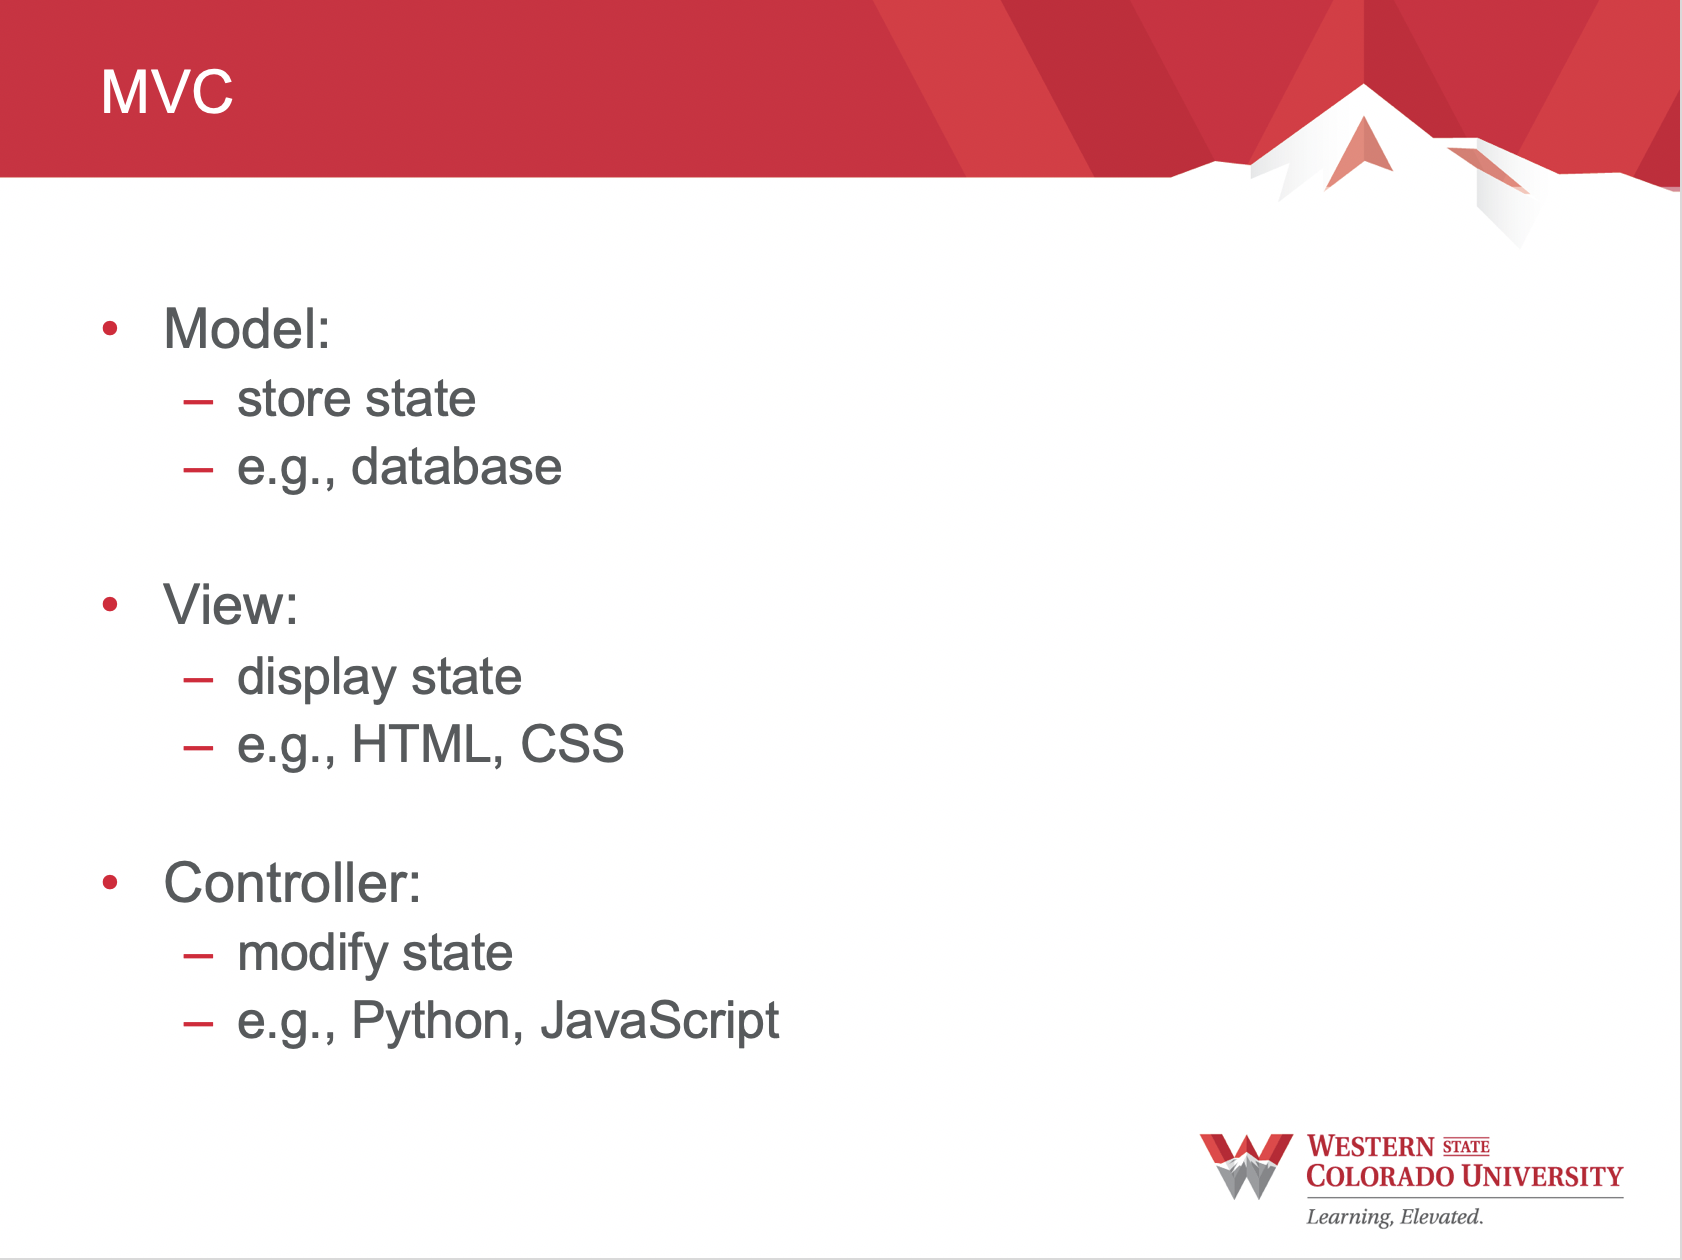 MVC
• Model:
– store state
– e.g., database
• View:
– display state
– e.g., HTML, CSS
• Controller:
– modify state
– e.g., Python, JavaScript
WESTERN STATE
COLORADO UNIVERSITY
Learning, Elevated.